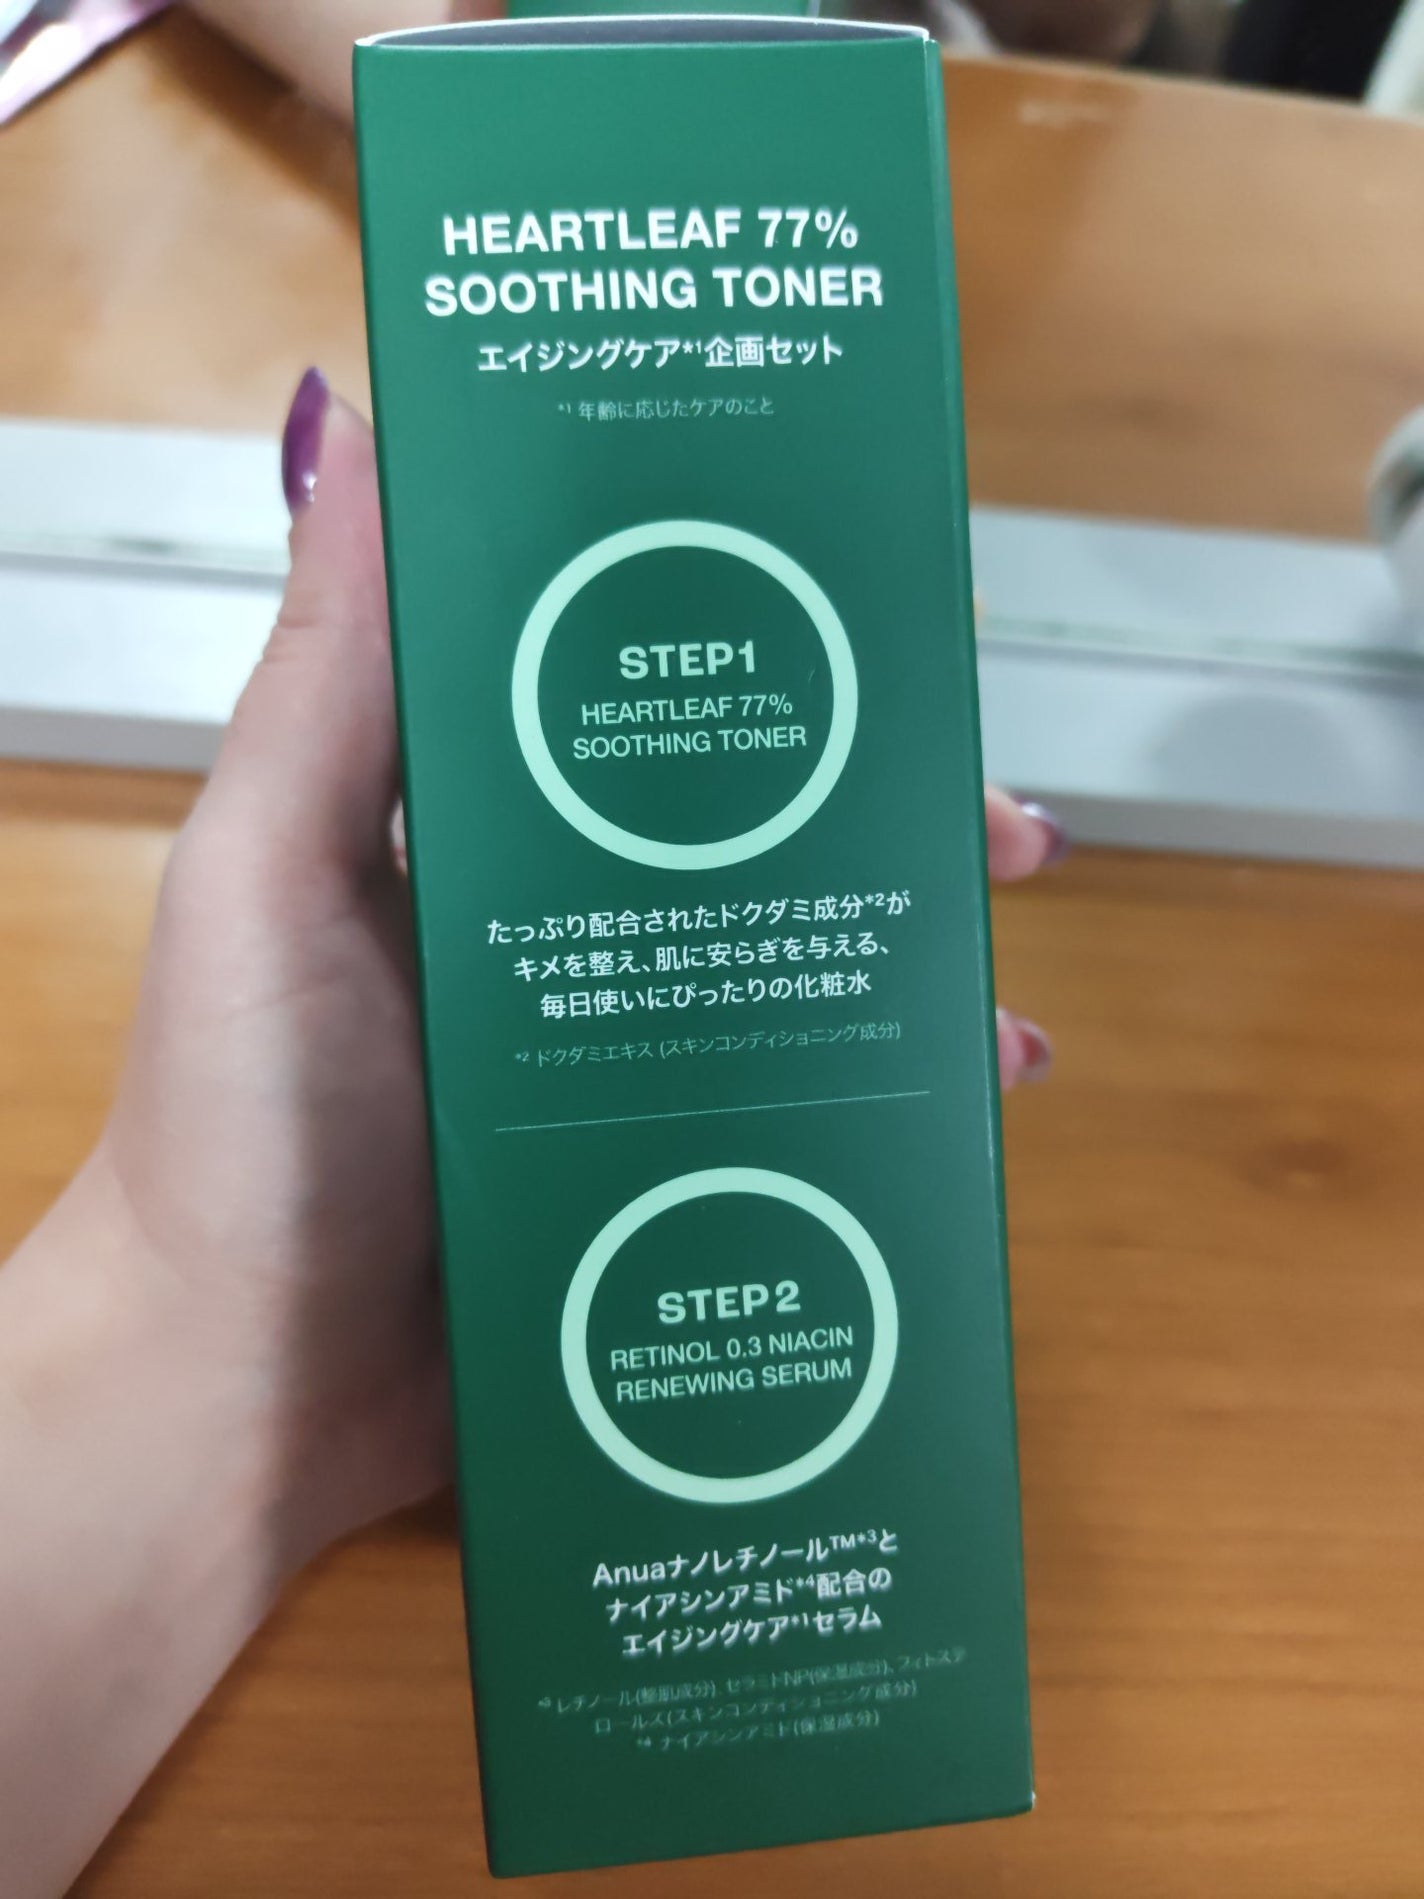 HEARTLEAF 77%
SOOTHING TONER
エイジングケア*1企画セット
*1 年齢に応じたケアのこと
STEP1
HEARTLEAF 77%
SOOTHING TONER
たっぷり配合されたドクダミ成分*2が
キメを整え、肌に安らぎを与える、
毎日使いにぴったりの化粧水
*2 ドクダミエキス (スキンコンディショニング成分)
STEP2
RETINOL 0.3 NIACIN
RENEWING SERUM
Anuaナノレチノール™*3と
ナイアシンアミド*4配合の
エイジングケア*1セラム
*3 レチノール(整肌成分)、セラミドNP(保湿成分)、フィトステ
ロールズ(スキンコンディショニング成分)
*4 ナイアシンアミド(保湿成分)